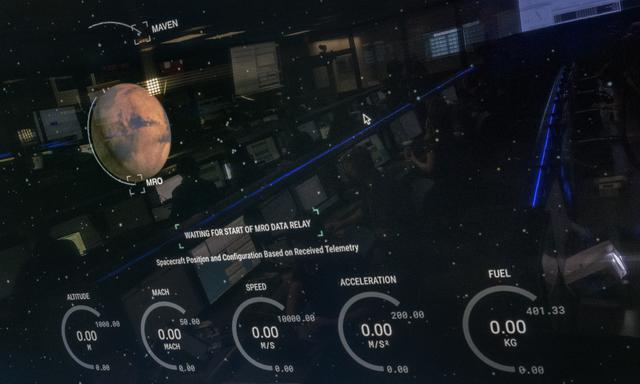 MAVEN
MRO
WAITING FOR START OF MRO DATA RELAY
Spacecraft Position and Configuration Based on Received Telemetry
ALTITUDE
1000.00
0.00
M
0.00
MACH
50.00
0.00
MACH
0.00
SPEED
10000.00
0.00
M/S
0.00
ACCELERATION
200.00
0.00
M/S²
0.00
FUEL
401.33
0.00
KG
0.00